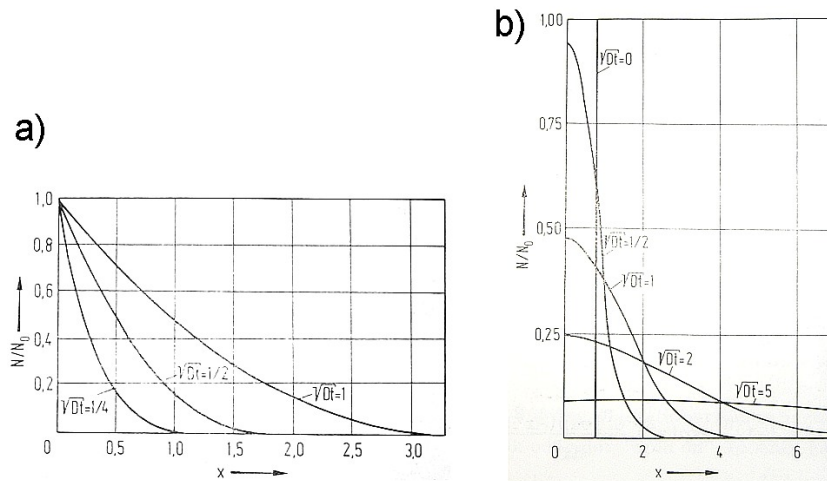 a)
1,0
0,8
0,6
0,4
0,2
N/N₀
√Dt=1/4
√Dt=1/2
√Dt=1
0 0,5 1,0 1,5 2,0 2,5 3,0
x
b)
1,00
0,75
0,50
0,25
N/N₀
√Dt=0
√Dt=1/2
√Dt=1
√Dt=2
√Dt=5
0 2 4 6
x